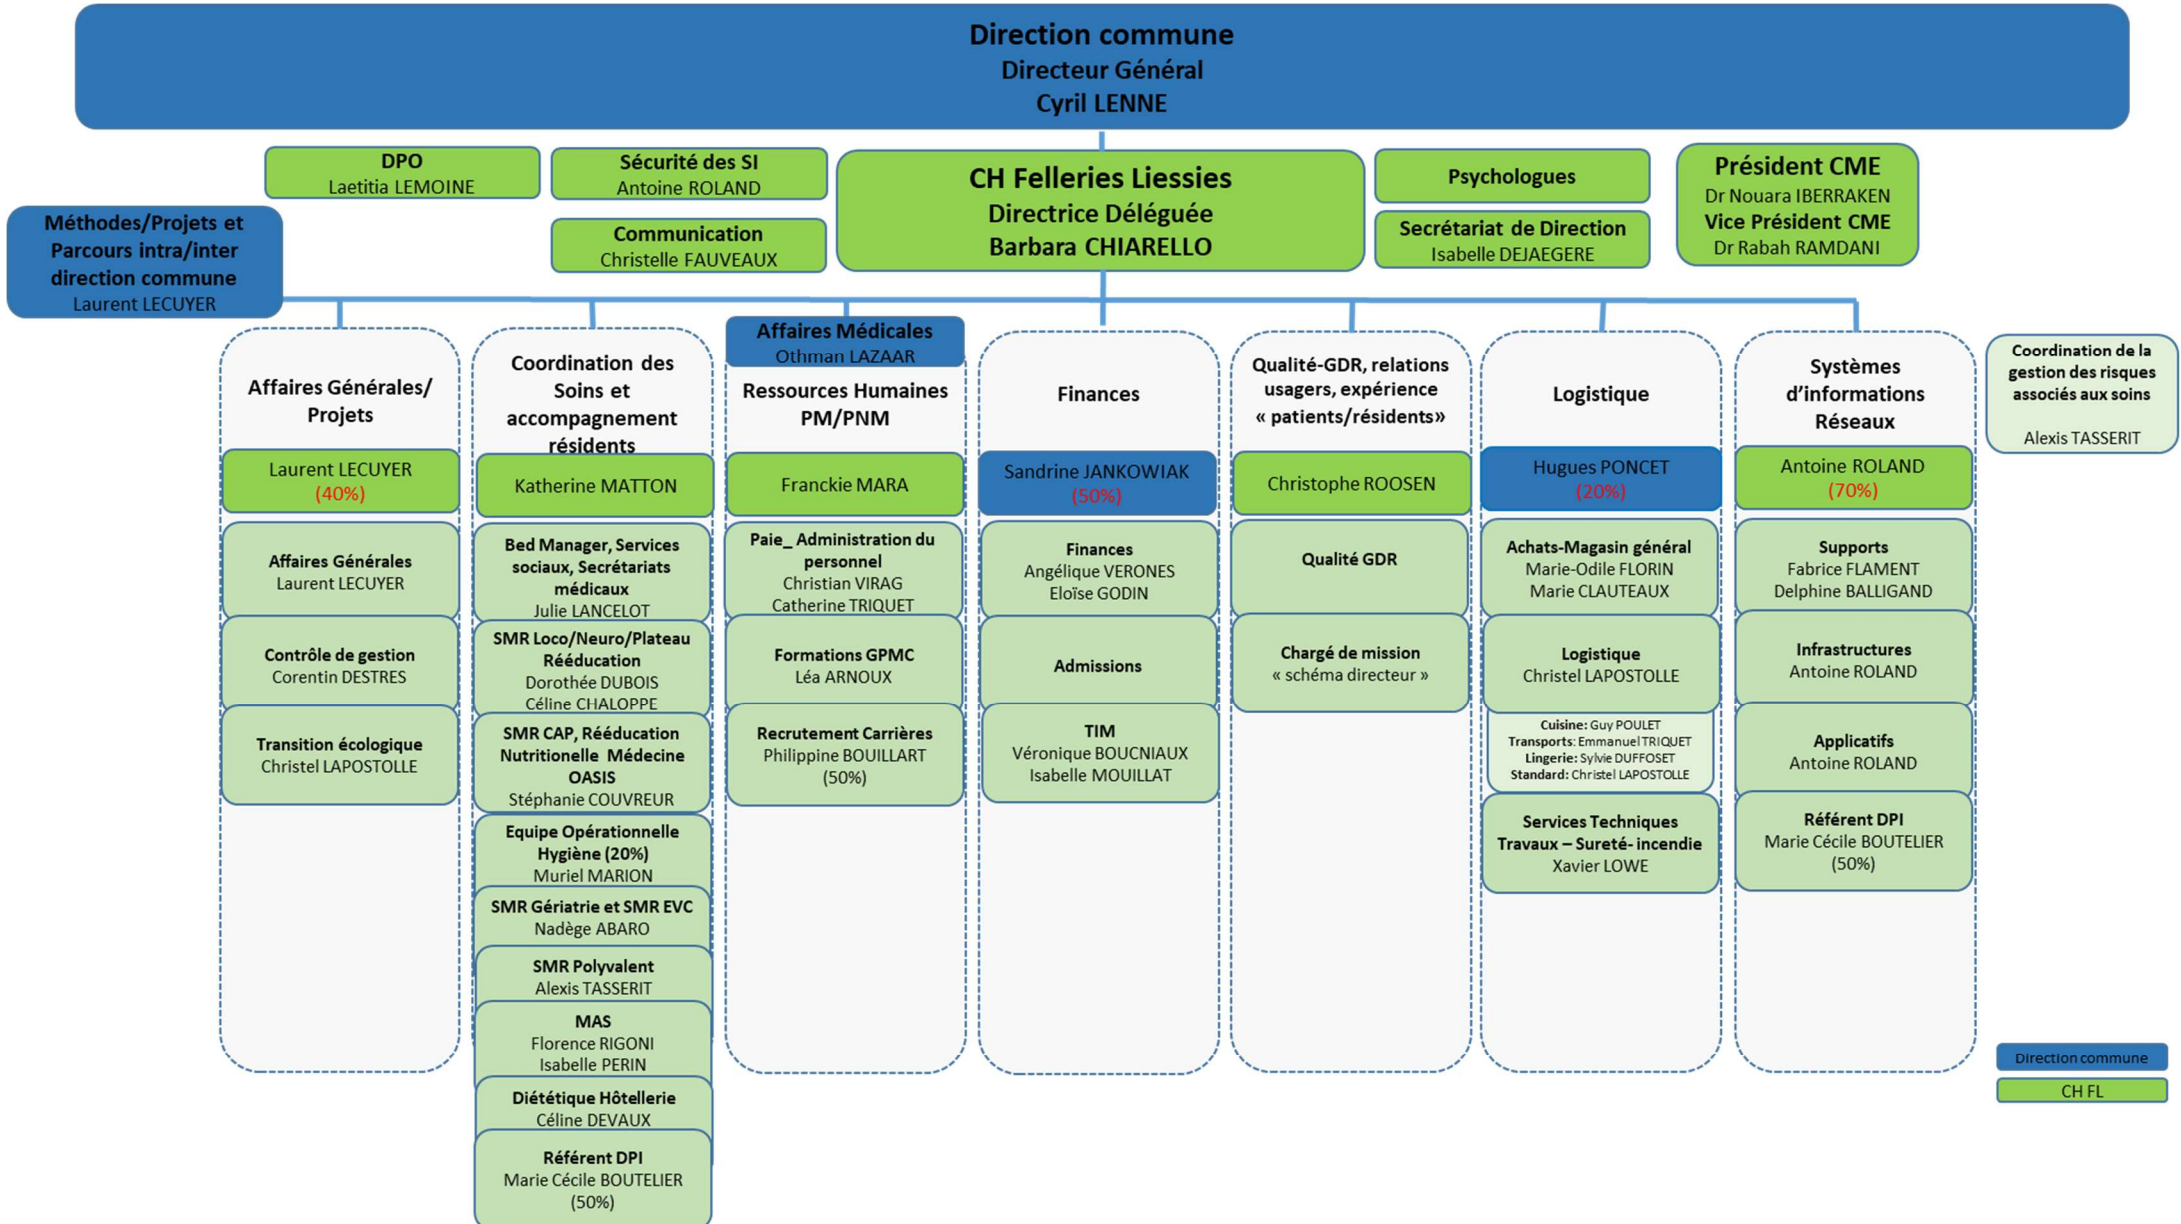 Direction commune
Directeur Général
Cyril LENNE
DPO
Laetitia LEMOINE
Sécurité des SI
Antoine ROLAND
Communication
Christelle FAUVEAUX
CH Felleries Liessies
Directrice Déléguée
Barbara CHIARELLO
Psychologues
Secrétariat de Direction
Isabelle DEJAEGERE
Président CME
Dr Nouara IBERRAKEN
Vice Président CME
Dr Rabah RAMDANI
Méthodes/Projets et
Parcours intra/inter
direction commune
Laurent LECUYER
Affaires Générales/
Projets
Laurent LECUYER
(40%)
Affaires Générales
Laurent LECUYER
Contrôle de gestion
Corentin DESTRES
Transition écologique
Christel LAPOSTOLLE
Coordination des
Soins et
accompagnement
résidents
Katherine MATTON
Bed Manager, Services
sociaux, Secrétariats
médicaux
Julie LANCELOT
SMR Loco/Neuro/Plateau
Rééducation
Dorothée DUBOIS
Céline CHALOPPE
SMR CAP, Rééducation
Nutritionelle Médecine
OASIS
Stéphanie COUVREUR
Equipe Opérationnelle
Hygiène (20%)
Muriel MARION
SMR Gériatrie et SMR EVC
Nadège ABARO
SMR Polyvalent
Alexis TASSERIT
MAS
Florence RIGONI
Isabelle PERIN
Diététique Hôtellerie
Céline DEVAUX
Référent DPI
Marie Cécile BOUTELIER
(50%)
Affaires Médicales
Othman LAZAAR
Ressources Humaines
PM/PNM
Franckie MARA
Paie_ Administration du
personnel
Christian VIRAG
Catherine TRIQUET
Formations GPMC
Léa ARNOUX
Recrutement Carrières
Philippine BOUILLART
(50%)
Finances
Sandrine JANKOWIAK
(50%)
Finances
Angélique VERONES
Eloïse GODIN
Admissions
TIM
Véronique BOUCNIAUX
Isabelle MOUILLAT
Qualité-GDR, relations
usagers, expérience
« patients/résidents»
Christophe ROOSEN
Qualité GDR
Chargé de mission
« schéma directeur »
Logistique
Hugues PONCET
(20%)
Achats-Magasin général
Marie-Odile FLORIN
Marie CLAUTEAUX
Logistique
Christel LAPOSTOLLE
Cuisine: Guy POULET
Transports: Emmanuel TRIQUET
Lingerie: Sylvie DUFFOSET
Standard: Christel LAPOSTOLLE
Services Techniques
Travaux – Sureté- incendie
Xavier LOWE
Systèmes
d’informations
Réseaux
Antoine ROLAND
(70%)
Supports
Fabrice FLAMENT
Delphine BALLIGAND
Infrastructures
Antoine ROLAND
Applicatifs
Antoine ROLAND
Référent DPI
Marie Cécile BOUTELIER
(50%)
Coordination de la
gestion des risques
associés aux soins
Alexis TASSERIT
Direction commune
CH FL